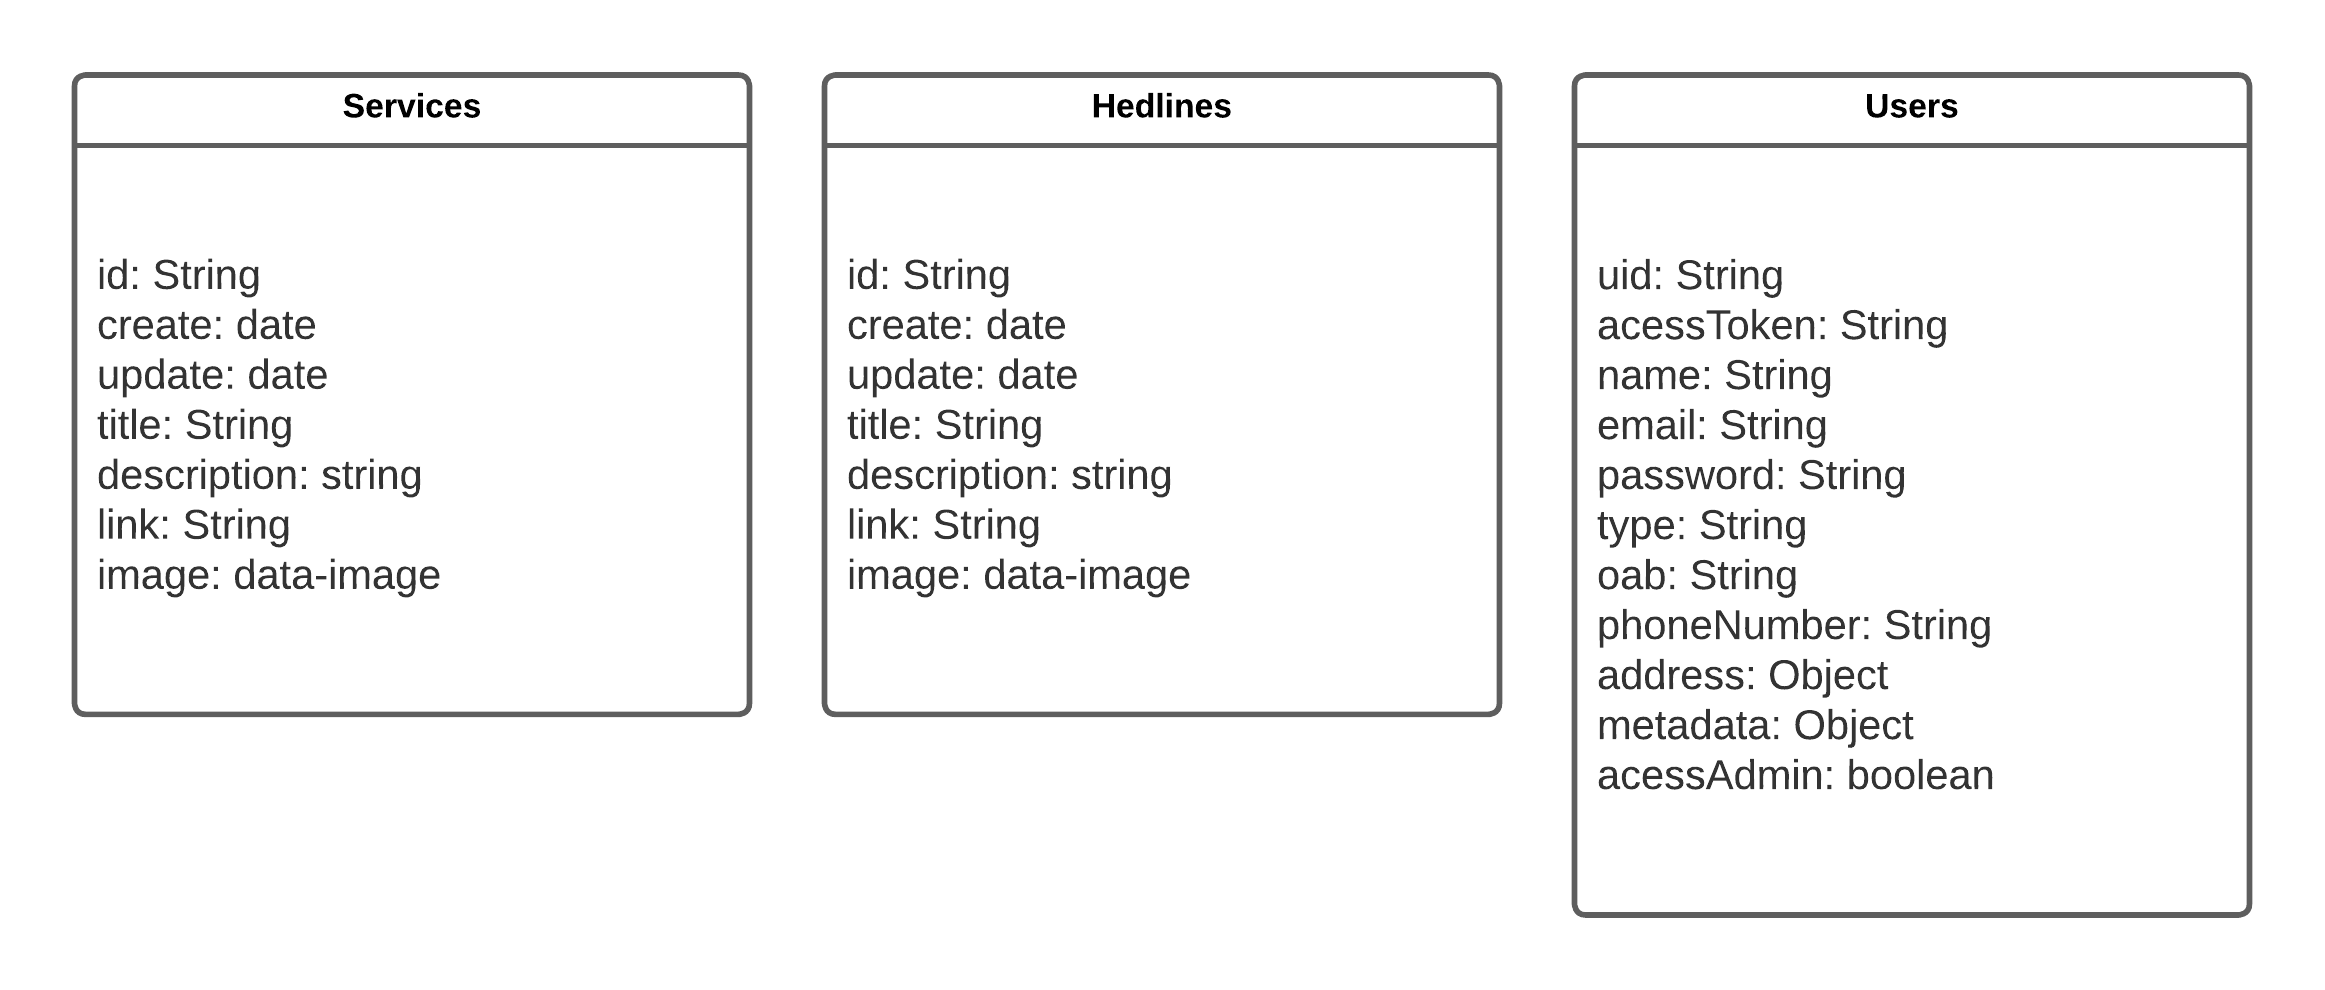 Services
id: String
create: date
update: date
title: String
description: string
link: String
image: data-image
Hedlines
id: String
create: date
update: date
title: String
description: string
link: String
image: data-image
Users
uid: String
acessToken: String
name: String
email: String
password: String
type: String
oab: String
phoneNumber: String
address: Object
metadata: Object
acessAdmin: boolean